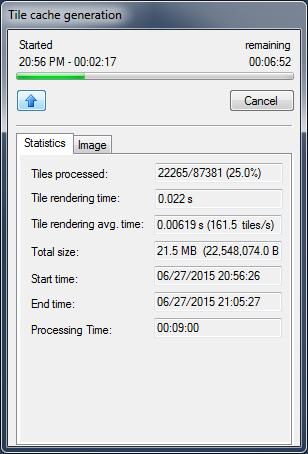 Tile cache generation
Started remaining
20:56 PM - 00:02:17 00:06:52
Cancel
Statistics Image
Tiles processed: 22265/87381 (25.0%)
Tile rendering time: 0.022 s
Tile rendering avg. time: 0.00619 s (161.5 tiles/s)
Total size: 21.5 MB (22,548,074.0 B
Start time: 06/27/2015 20:56:26
End time: 06/27/2015 21:05:27
Processing Time: 00:09:00